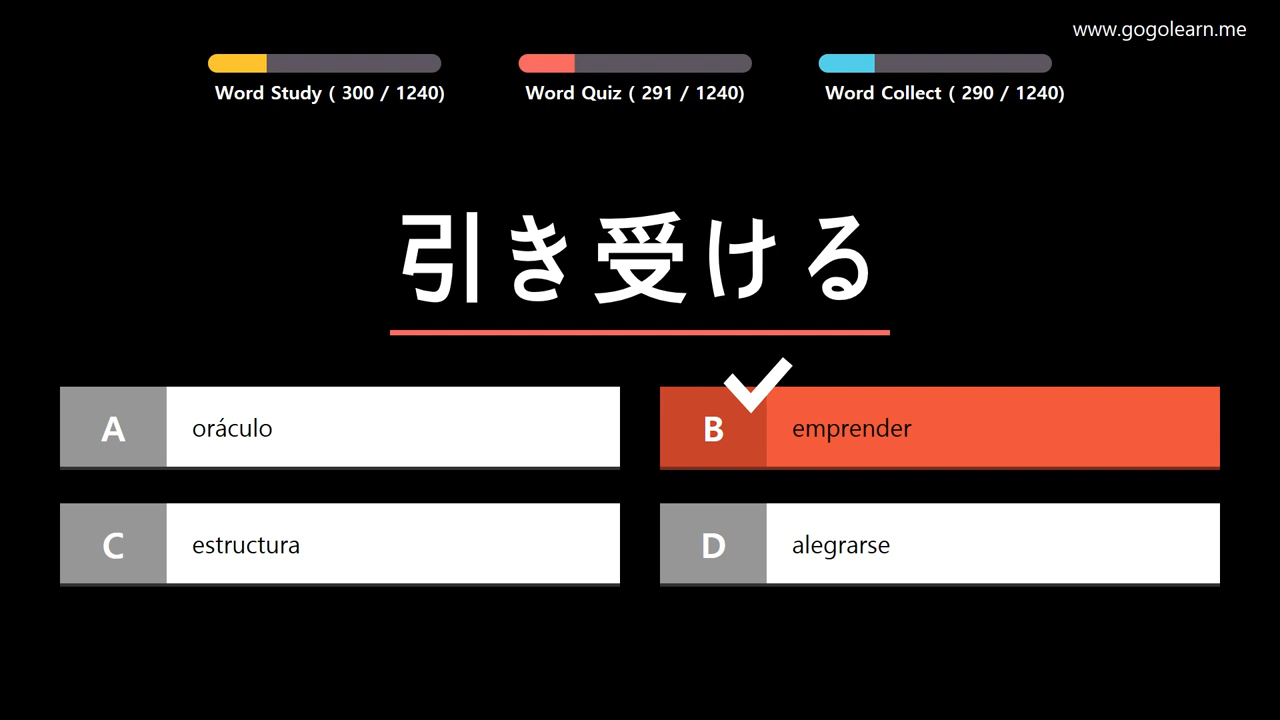 www.gogolearn.me
Word Study ( 300 / 1240)
Word Quiz ( 291 / 1240)
Word Collect ( 290 / 1240)
引き受ける
A oráculo
B emprender
C estructura
D alegrarse